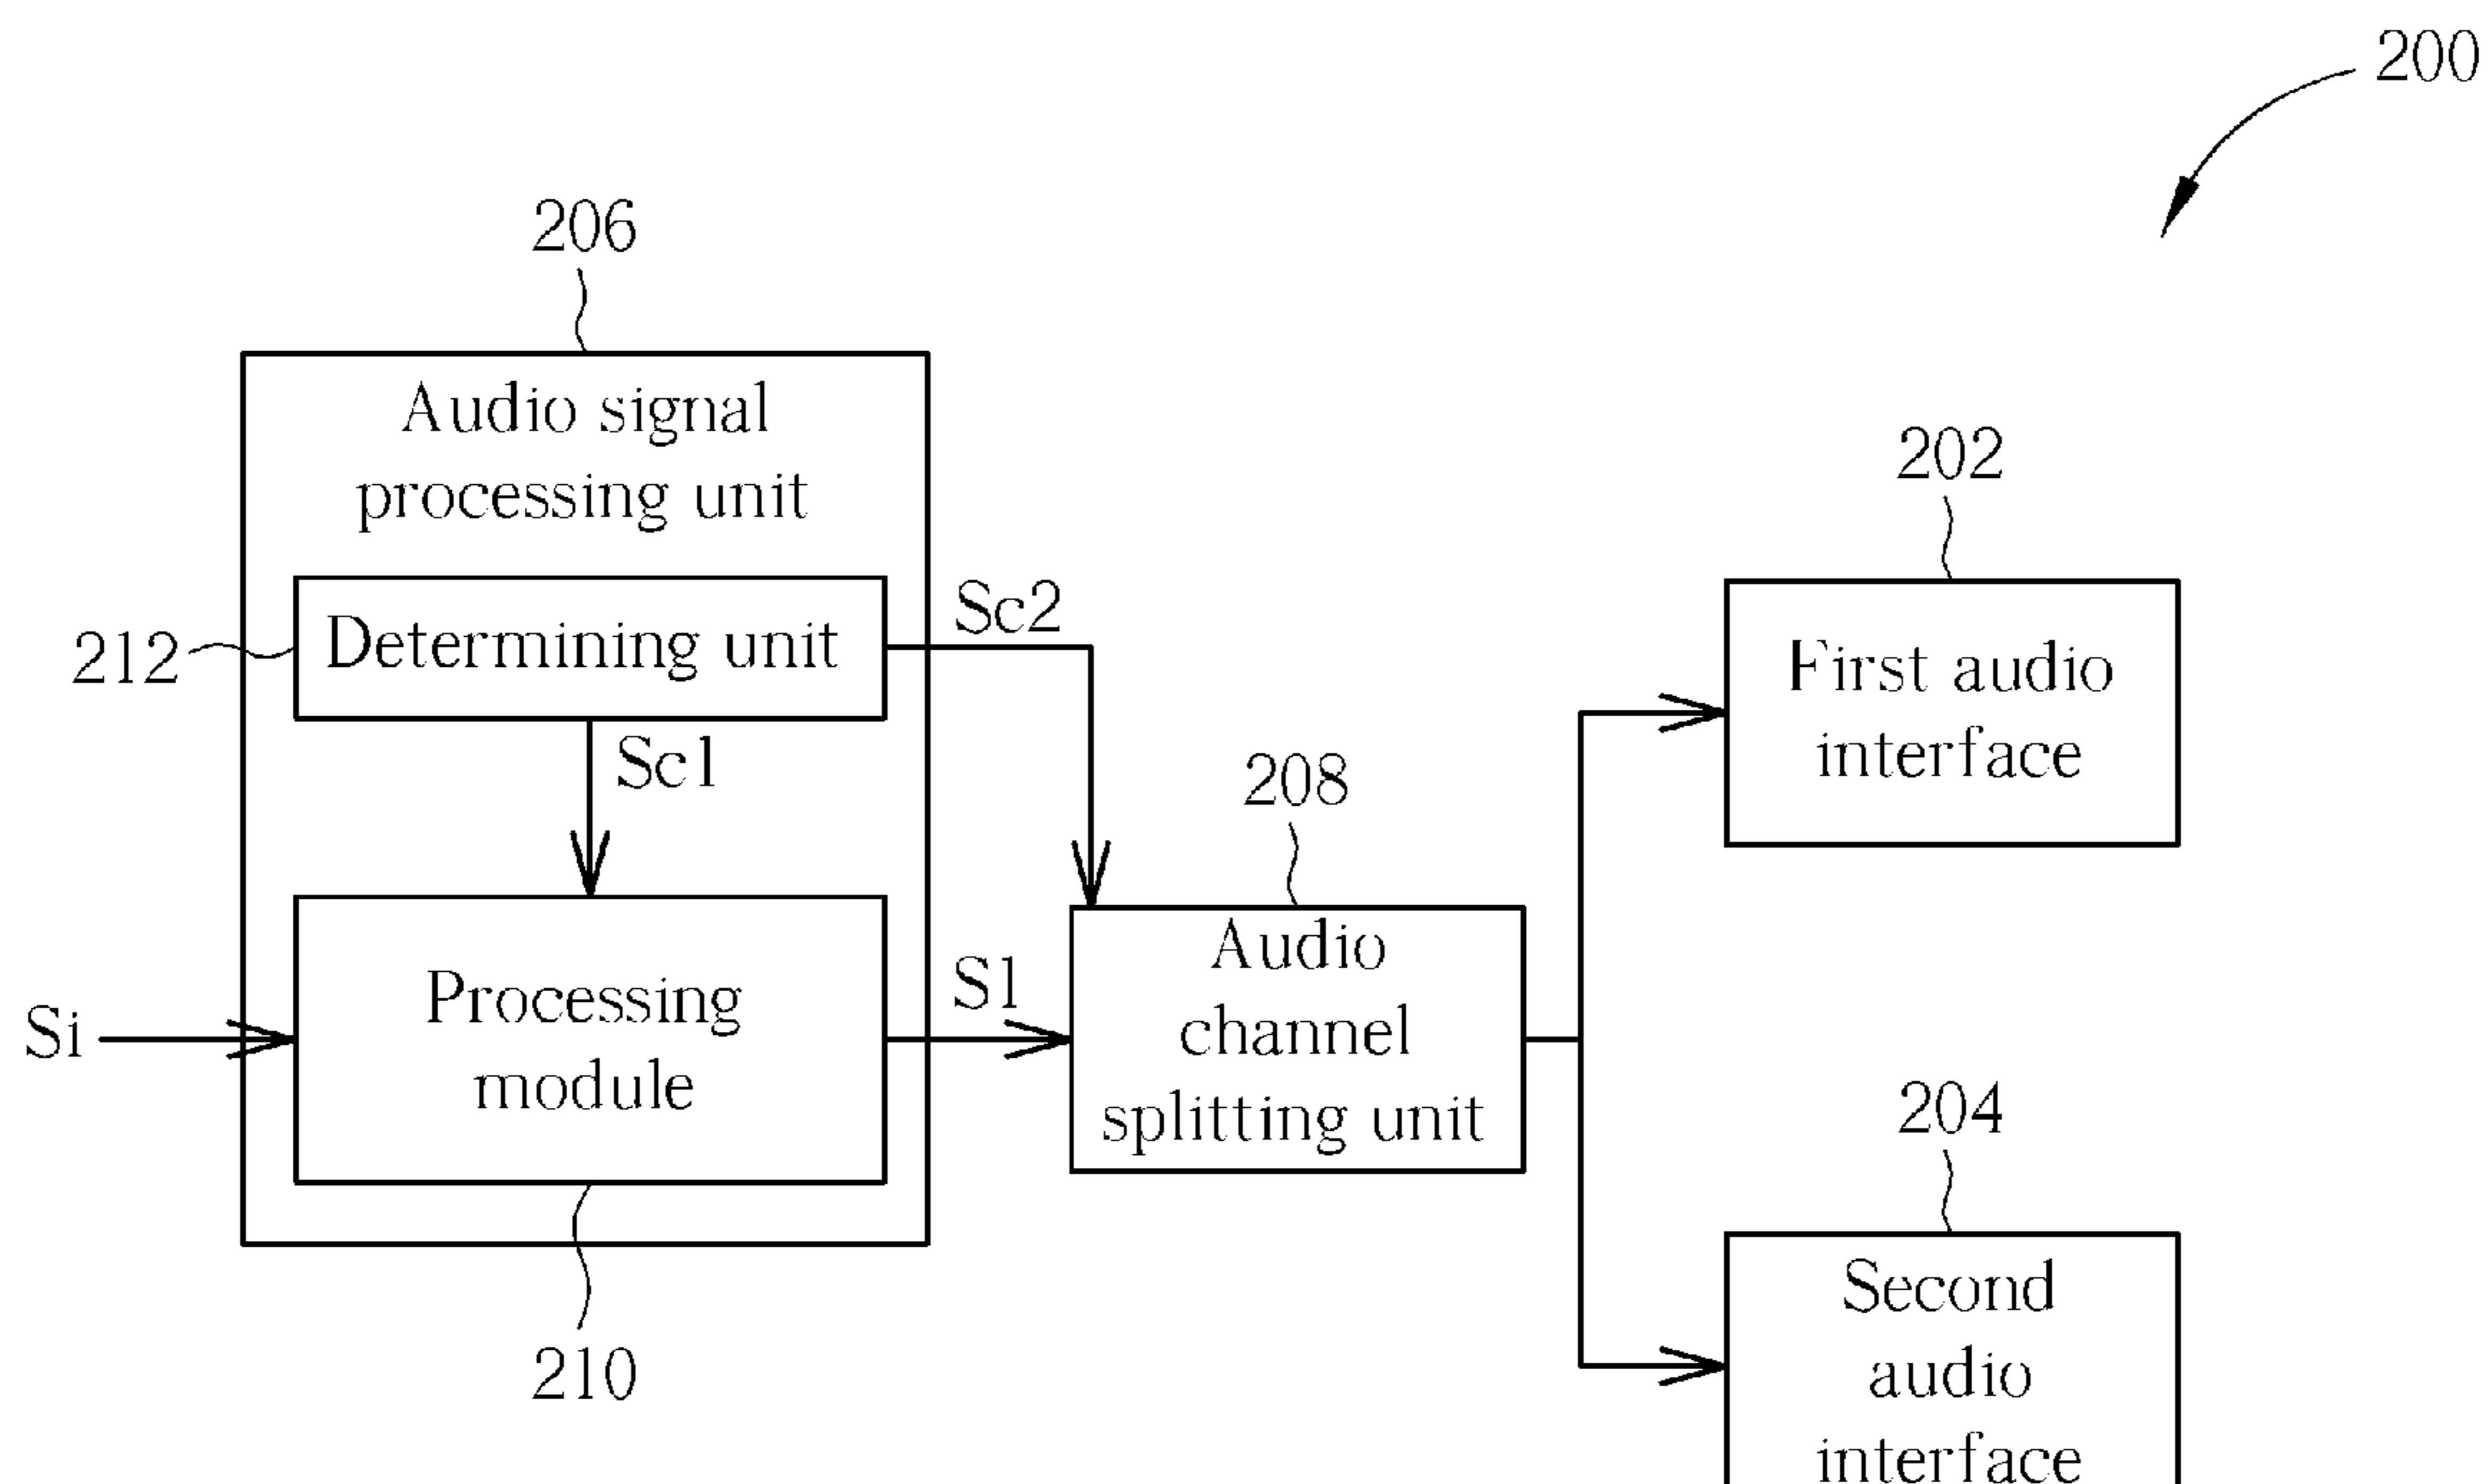 200
206
Audio signal
processing unit
202
Sc2
212
Determining unit
First audio
interface
Sc1
208
Audio
channel
splitting unit
S1
Si
Processing
module
204
Second
audio
interface
210